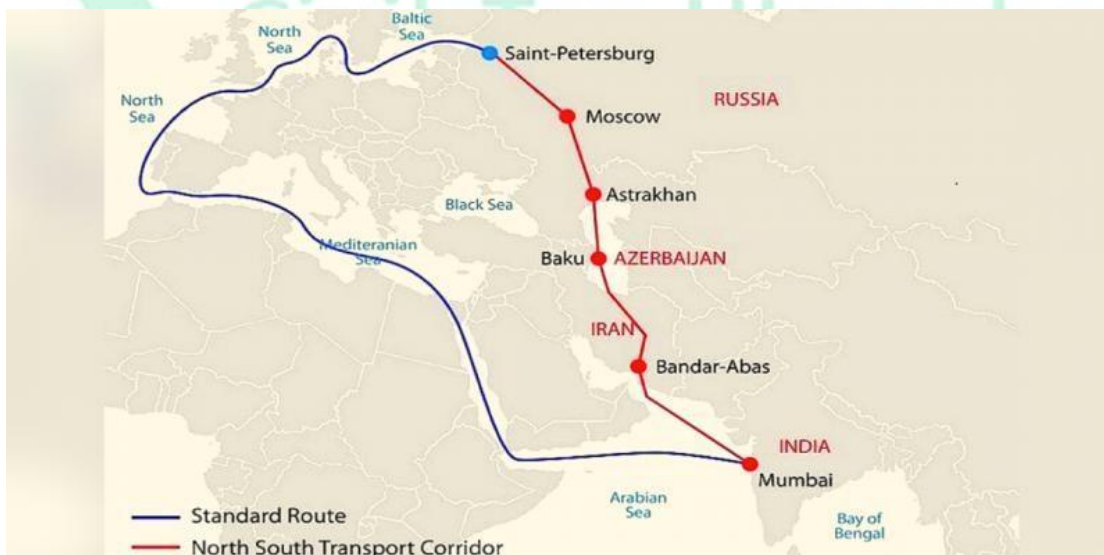 North
Sea
Baltic
Sea
Saint-Petersburg
North
Sea
RUSSIA
Moscow
Astrakhan
Black Sea
Mediteranian
Sea
Baku
AZERBAIJAN
IRAN
Bandar-Abas
INDIA
Mumbai
Arabian
Sea
Bay of
Bengal
Standard Route
North South Transport Corridor